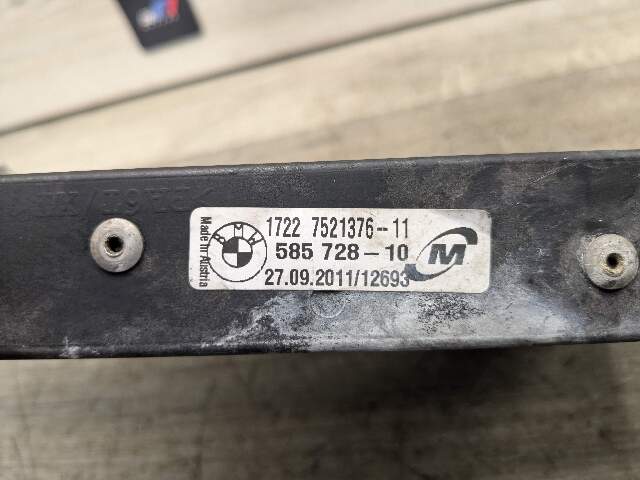 Made in Austria
BMW
1722 7521376-11
585 728-10
27.09.2011/12693
M